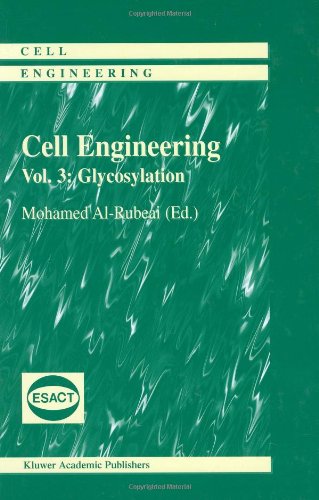 CELL
ENGINEERING
Cell Engineering
Vol. 3: Glycosylation
Mohamed Al-Rubeai (Ed.)
ESACT
Kluwer Academic Publishers